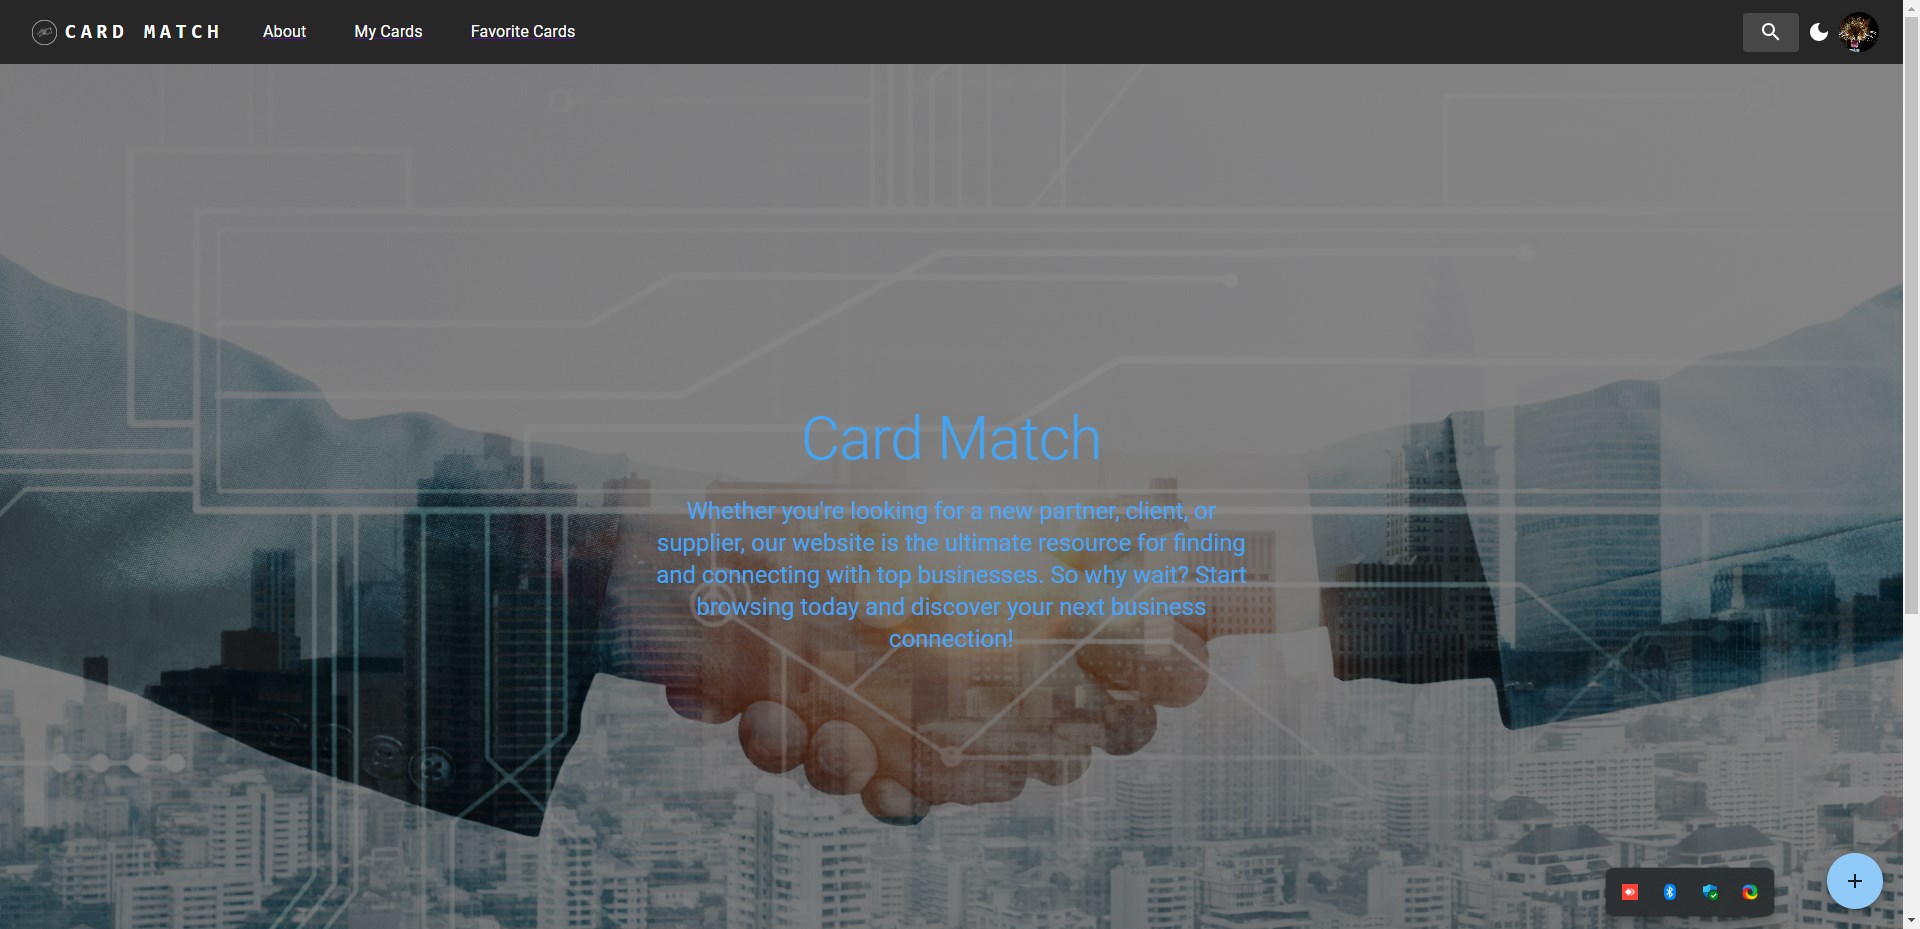 CARD MATCH
About
My Cards
Favorite Cards
Card Match
Whether you're looking for a new partner, client, or
supplier, our website is the ultimate resource for finding
and connecting with top businesses. So why wait? Start
browsing today and discover your next business
connection!